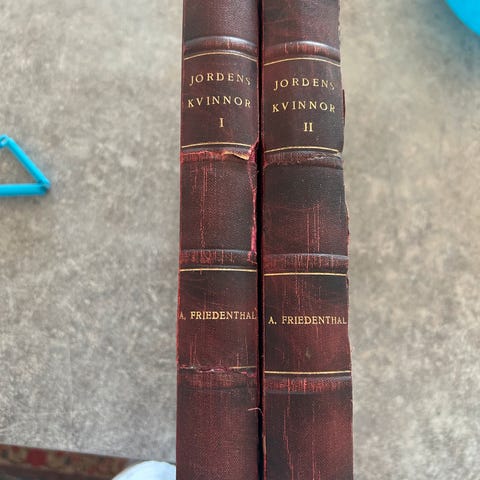 JORDENS
KVINNOR
I
A. FRIEDENTHAL
JORDENS
KVINNOR
II
A. FRIEDENTHAL